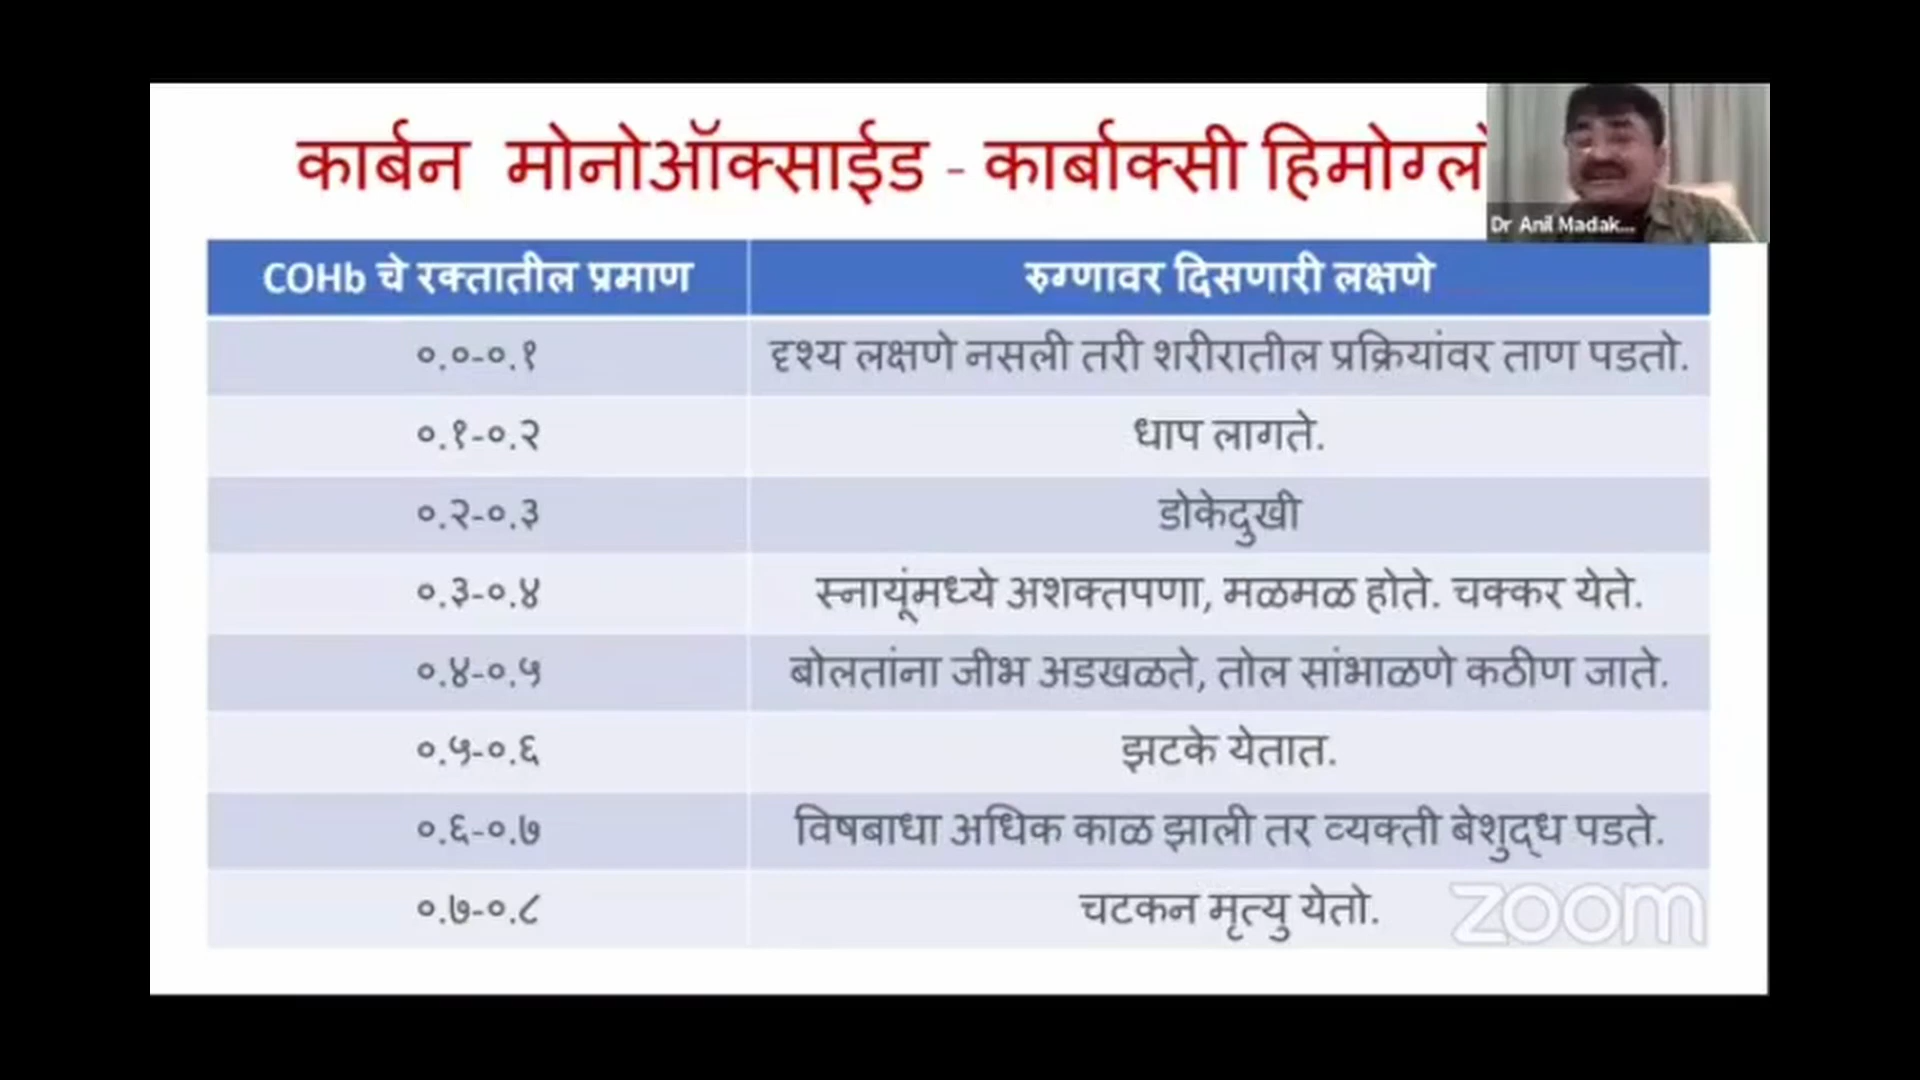 कार्बन मोनोऑक्साईड - कार्बाक्सी
Dr Anil Madak...
COHb चे रक्तातील प्रमाण रुग्णावर दिसणारी लक्षणे
०.०-०.१ दृश्य लक्षणे नसली तरी शरीरातील प्रक्रियांवर ताण पडतो.
०.१-०.२ धाप लागते.
०.२-०.३ डोकेदुखी
०.३-०.४ स्नायूंमध्ये अशक्तपणा, मळमळ होते. चक्कर येते.
०.४-०.५ बोलतांना जीभ अडखळते, तोल सांभाळणे कठीण जाते.
०.५-०.६ झटके येतात.
०.६-०.७ विषबाधा अधिक काळ झाली तर व्यक्ती बेशुद्ध पडते.
०.७-०.८ चटकन मृत्यु येतो.
zoom